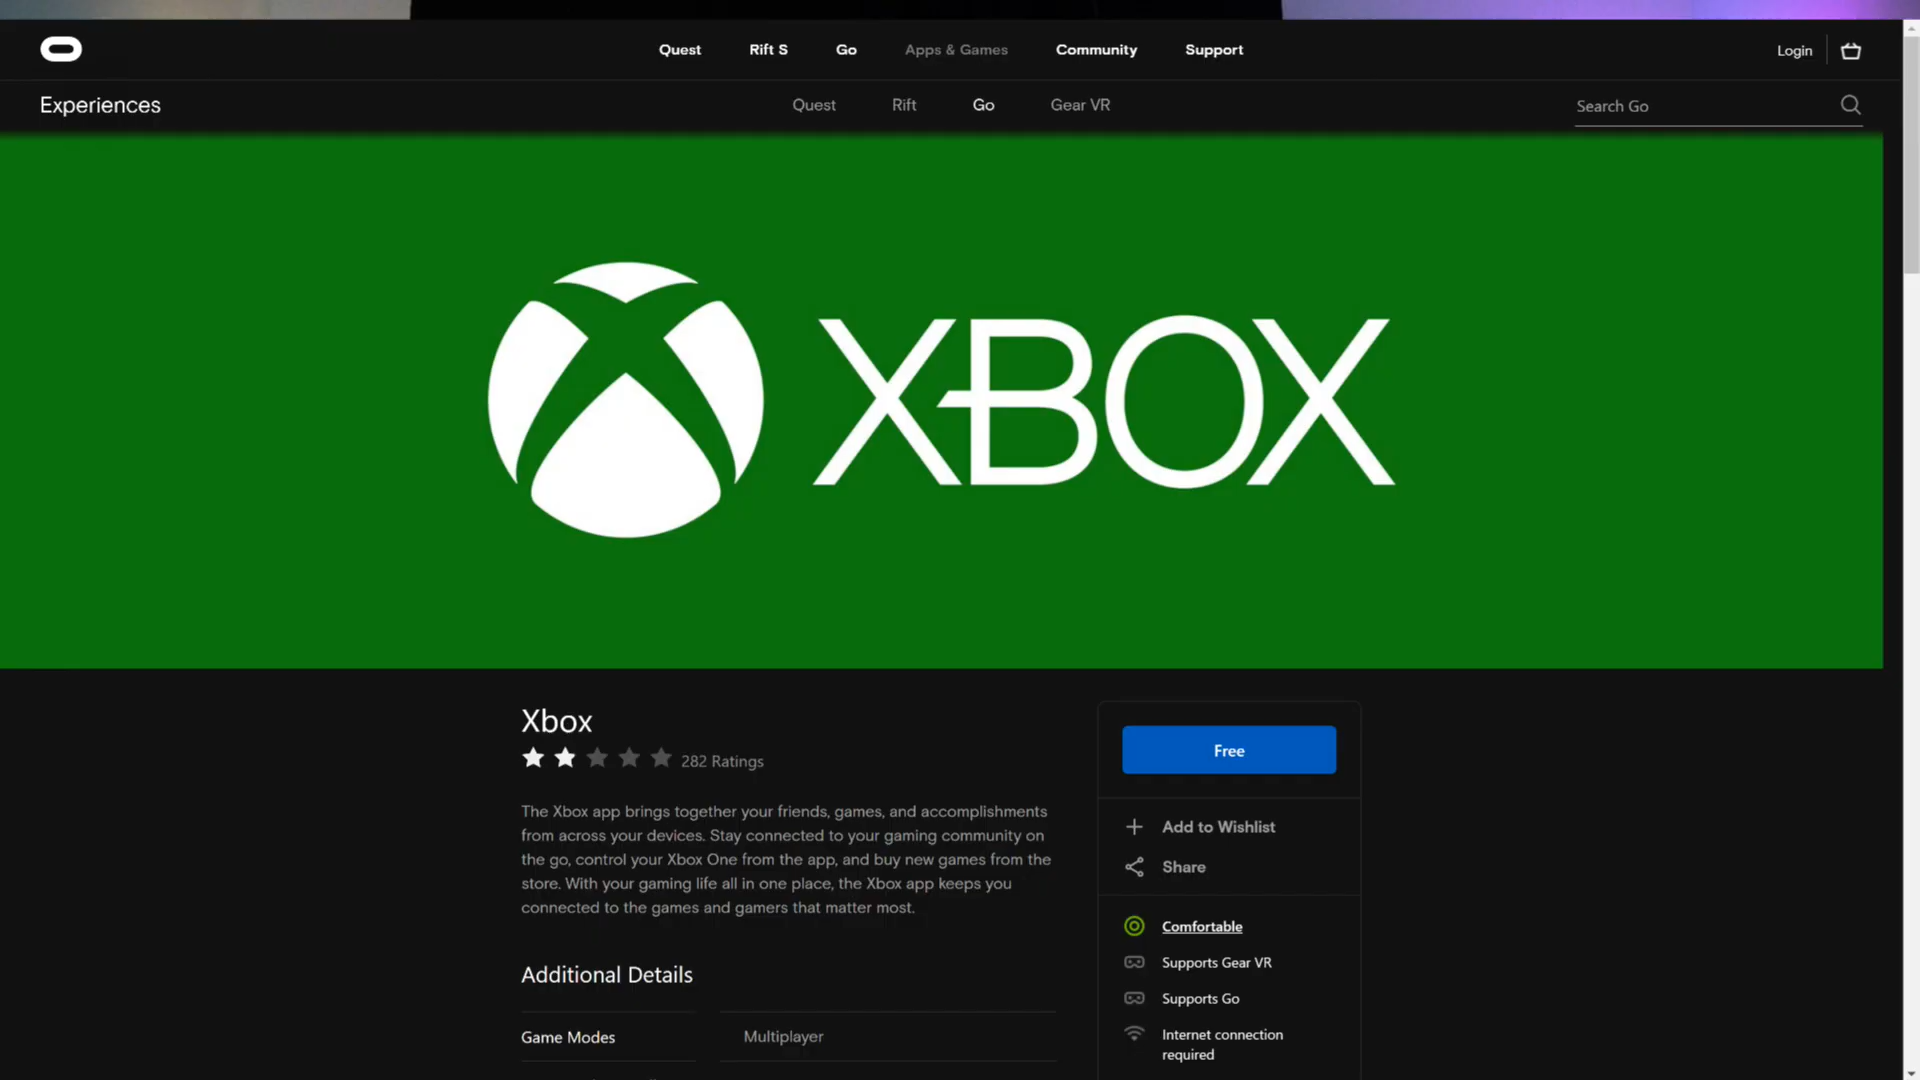 Quest Rift S Go Apps & Games Community Support Login
Experiences Quest Rift Go Gear VR Search Go
XBOX
Xbox
282 Ratings
The Xbox app brings together your friends, games, and accomplishments
from across your devices. Stay connected to your gaming community on
the go, control your Xbox One from the app, and buy new games from the
store. With your gaming life all in one place, the Xbox app keeps you
connected to the games and gamers that matter most.
Additional Details
Game Modes Multiplayer
Free
Add to Wishlist
Share
Comfortable
Supports Gear VR
Supports Go
Internet connection
required